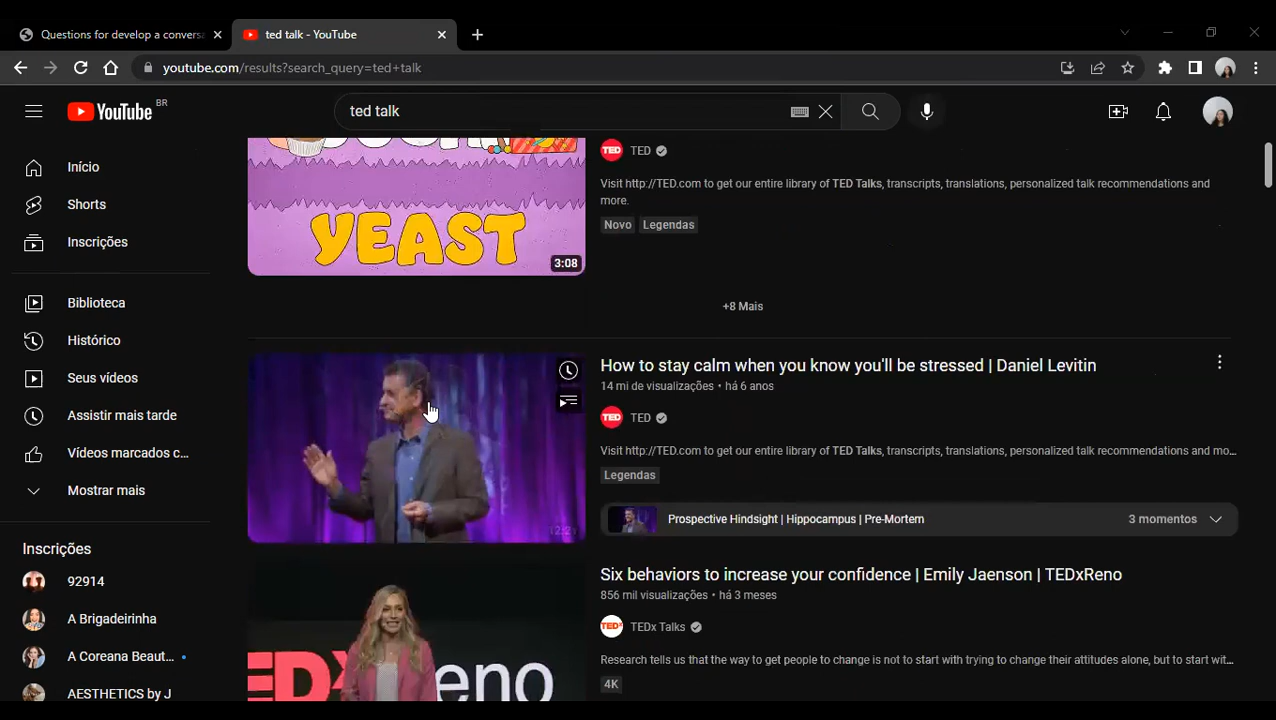 Questions for develop a conversa
ted talk - YouTube
youtube.com/results?search_query=ted+talk
YouTube BR
ted talk
Início
Shorts
Inscrições
Biblioteca
Histórico
Seus vídeos
Assistir mais tarde
Vídeos marcados c...
Mostrar mais
Inscrições
92914
A Brigadeirinha
A Coreana Beaut...
AESTHETICS by J
YEAST
3:08
TED
TED
Visit http://TED.com to get our entire library of TED Talks, transcripts, translations, personalized talk recommendations and
more.
Novo
Legendas
+8 Mais
12:21
How to stay calm when you know you'll be stressed | Daniel Levitin
14 mi de visualizações • há 6 anos
TED
TED
Visit http://TED.com to get our entire library of TED Talks, transcripts, translations, personalized talk recommendations and mo...
Legendas
Prospective Hindsight | Hippocampus | Pre-Mortem
3 momentos
Six behaviors to increase your confidence | Emily Jaenson | TEDxReno
856 mil visualizações • há 3 meses
TEDx
TEDx Talks
Research tells us that the way to get people to change is not to start with trying to change their attitudes alone, but to start wit...
4K